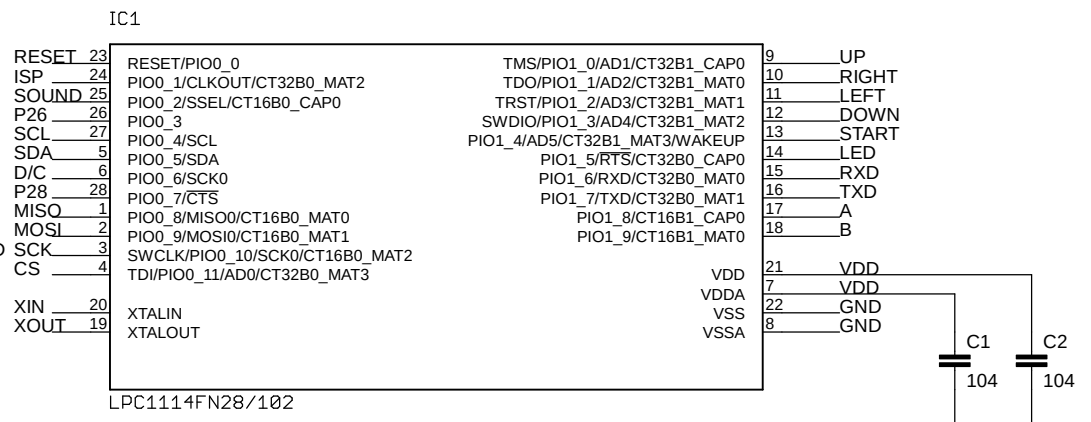 IC1
RESET 23 RESET/PIO0_0 TMS/PIO1_0/AD1/CT32B1_CAP0 9 UP
ISP 24 PIO0_1/CLKOUT/CT32B0_MAT2 TDO/PIO1_1/AD2/CT32B1_MAT0 10 RIGHT
SOUND 25 PIO0_2/SSEL/CT16B0_CAP0 TRST/PIO1_2/AD3/CT32B1_MAT1 11 LEFT
P26 26 PIO0_3 SWDIO/PIO1_3/AD4/CT32B1_MAT2 12 DOWN
SCL 27 PIO0_4/SCL PIO1_4/AD5/CT32B1_MAT3/WAKEUP 13 START
SDA 5 PIO0_5/SDA PIO1_5/RTS/CT32B0_CAP0 14 LED
D/C 6 PIO0_6/SCK0 PIO1_6/RXD/CT32B0_MAT0 15 RXD
P28 28 PIO0_7/CTS PIO1_7/TXD/CT32B0_MAT1 16 TXD
MISO 1 PIO0_8/MISO0/CT16B0_MAT0 PIO1_8/CT16B1_CAP0 17 A
MOSI 2 PIO0_9/MOSI0/CT16B0_MAT1 PIO1_9/CT16B1_MAT0 18 B
SCK 3 SWCLK/PIO0_10/SCK0/CT16B0_MAT2
CS 4 TDI/PIO0_11/AD0/CT32B0_MAT3 VDD 21 VDD
VDDA 7 VDD
XIN 20 XTALIN VSS 22 GND
XOUT 19 XTALOUT VSSA 8 GND
C1 C2
104 104
LPC1114FN28/102